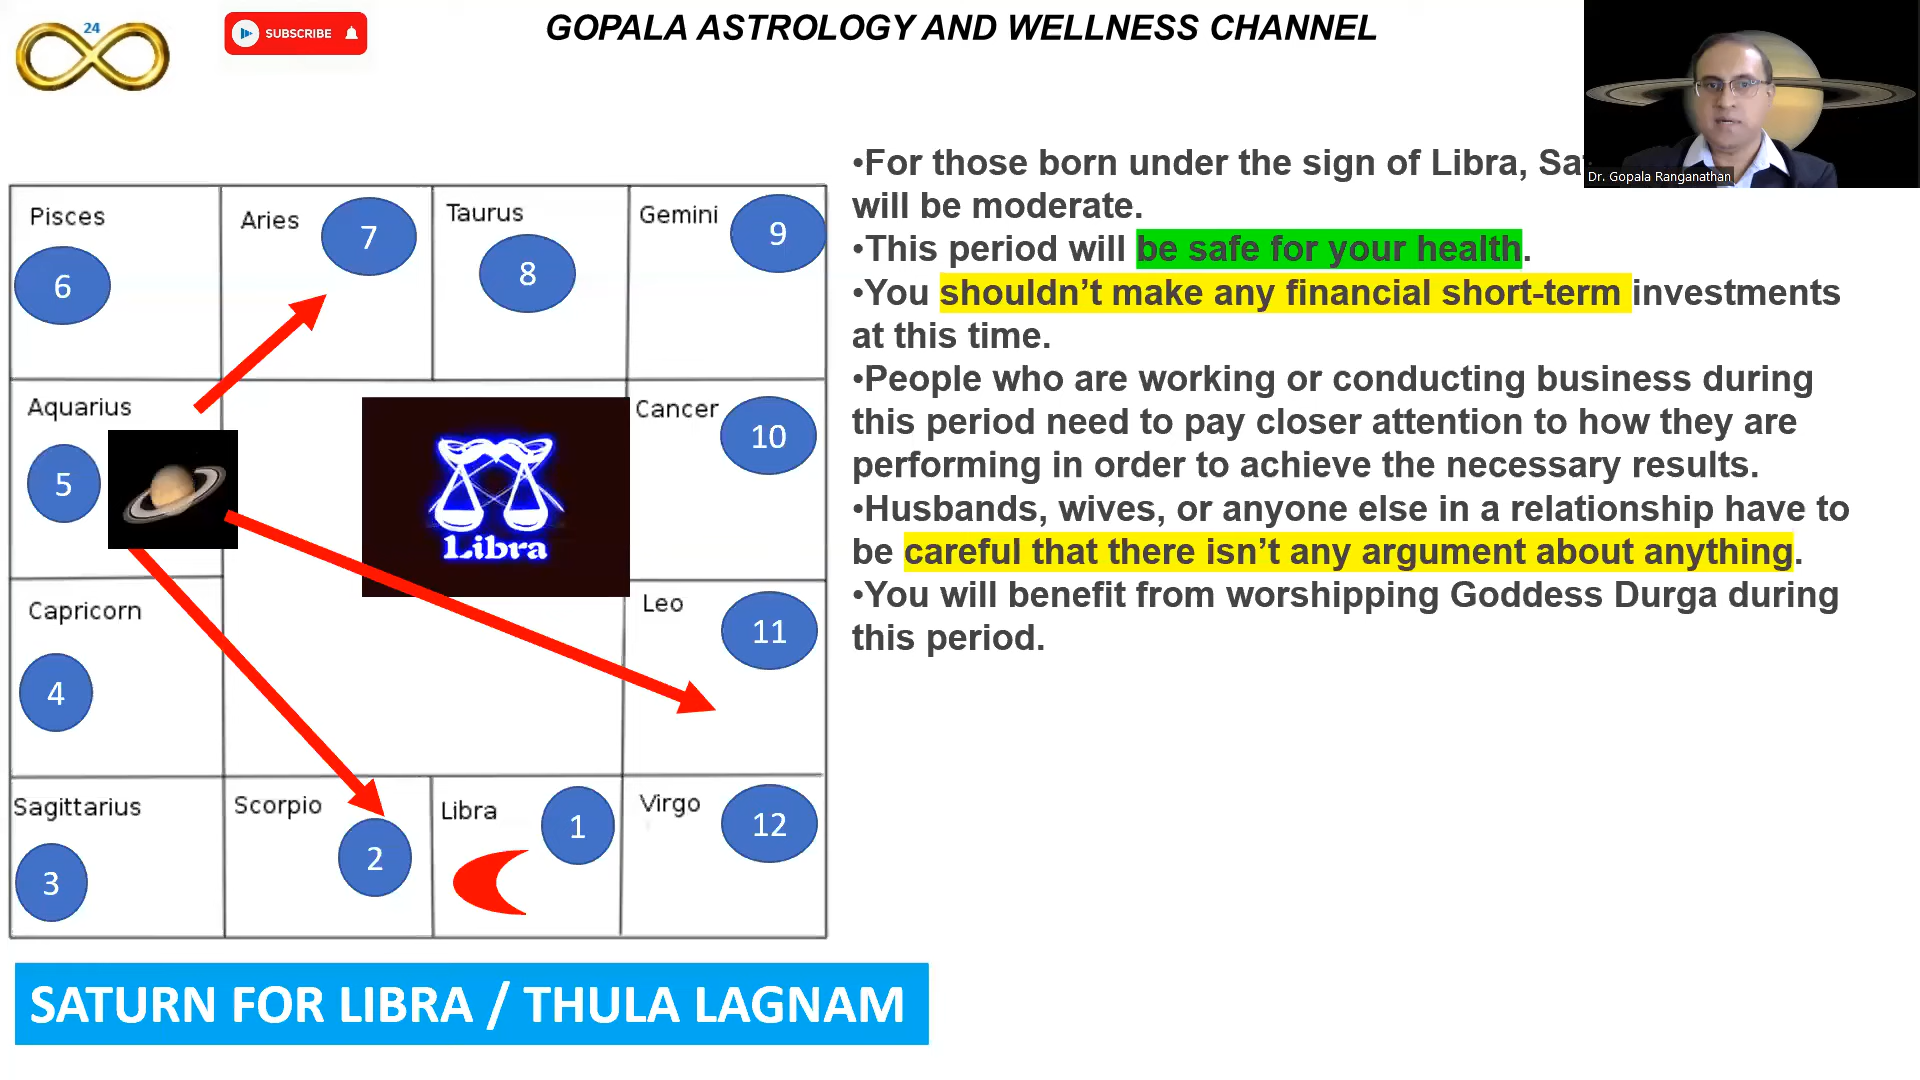 24
SUBSCRIBE
GOPALA ASTROLOGY AND WELLNESS CHANNEL
Dr. Gopala Ranganathan
Pisces
6
Aries
7
Taurus
8
Gemini
9
Aquarius
5
Libra
Cancer
10
Capricorn
4
Leo
11
Sagittarius
3
Scorpio
2
Libra
1
Virgo
12
•For those born under the sign of Libra,
will be moderate.
•This period will be safe for your health.
•You shouldn’t make any financial short-term investments
at this time.
•People who are working or conducting business during
this period need to pay closer attention to how they are
performing in order to achieve the necessary results.
•Husbands, wives, or anyone else in a relationship have to
be careful that there isn’t any argument about anything.
•You will benefit from worshipping Goddess Durga during
this period.
SATURN FOR LIBRA / THULA LAGNAM